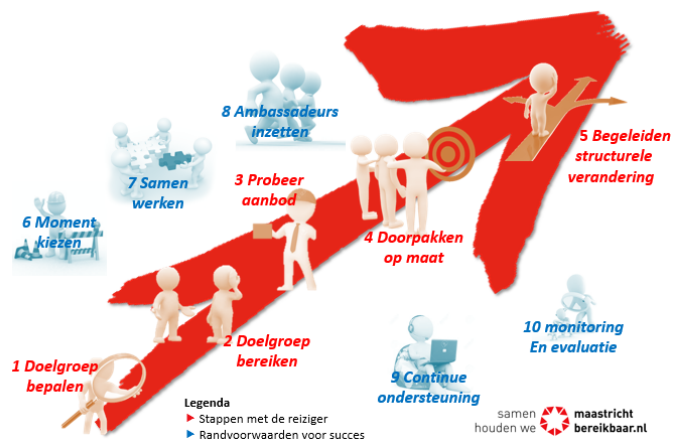 8 Ambassadeurs
inzetten
7 Samen
werken
3 Probeer
aanbod
5 Begeleiden
structurele
verandering
6 Moment
kiezen
4 Doorpakken
op maat
1 Doelgroep
bepalen
2 Doelgroep
bereiken
10 monitoring
En evaluatie
9 Continue
ondersteuning
Legenda
Stappen met de reiziger
Randvoorwaarden voor succes
samen
houden we
maastricht
bereikbaar.nl